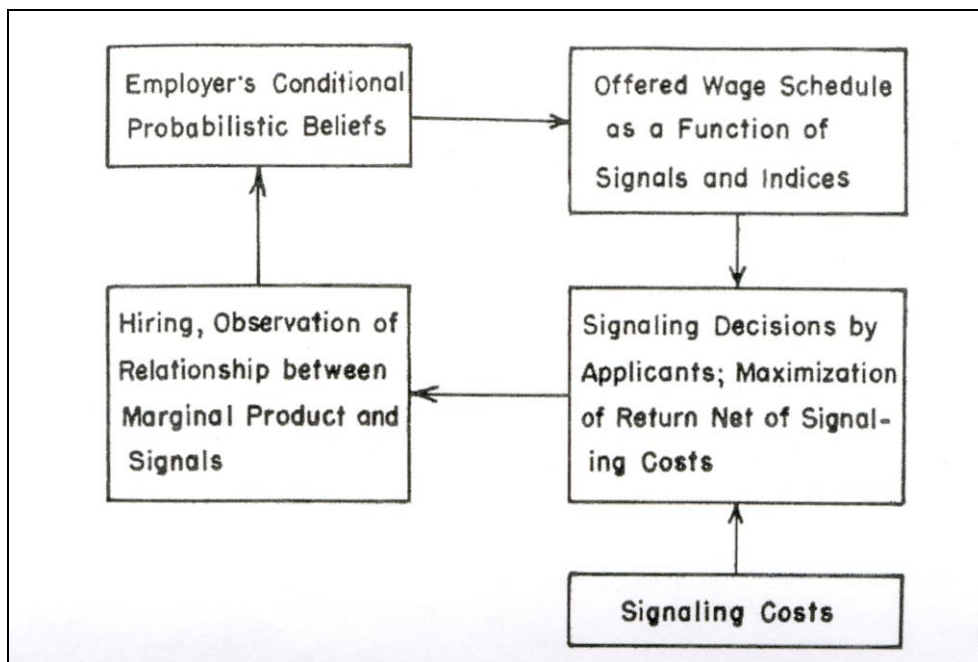 Employer's Conditional
Probabilistic Beliefs
Offered Wage Schedule
as a Function of
Signals and Indices
Hiring, Observation of
Relationship between
Marginal Product and
Signals
Signaling Decisions by
Applicants; Maximization
of Return Net of Signal-
ing Costs
Signaling Costs